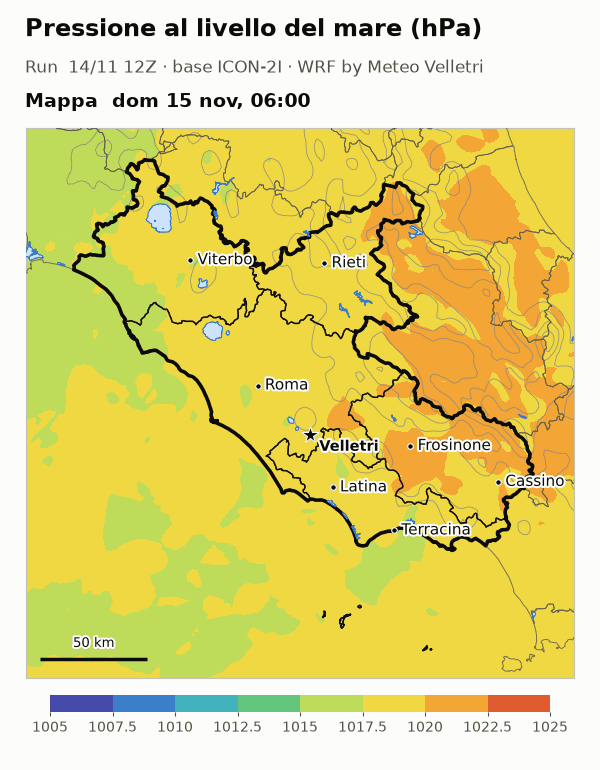 Pressione al livello del mare (hPa)
Run  14/11 12Z · base ICON-2I · WRF by Meteo Velletri
Mappa  dom 15 nov, 06:00
Viterbo
Rieti
Roma
Velletri
Frosinone
Latina
Cassino
Terracina
50 km
1005 1007.5 1010 1012.5 1015 1017.5 1020 1022.5 1025